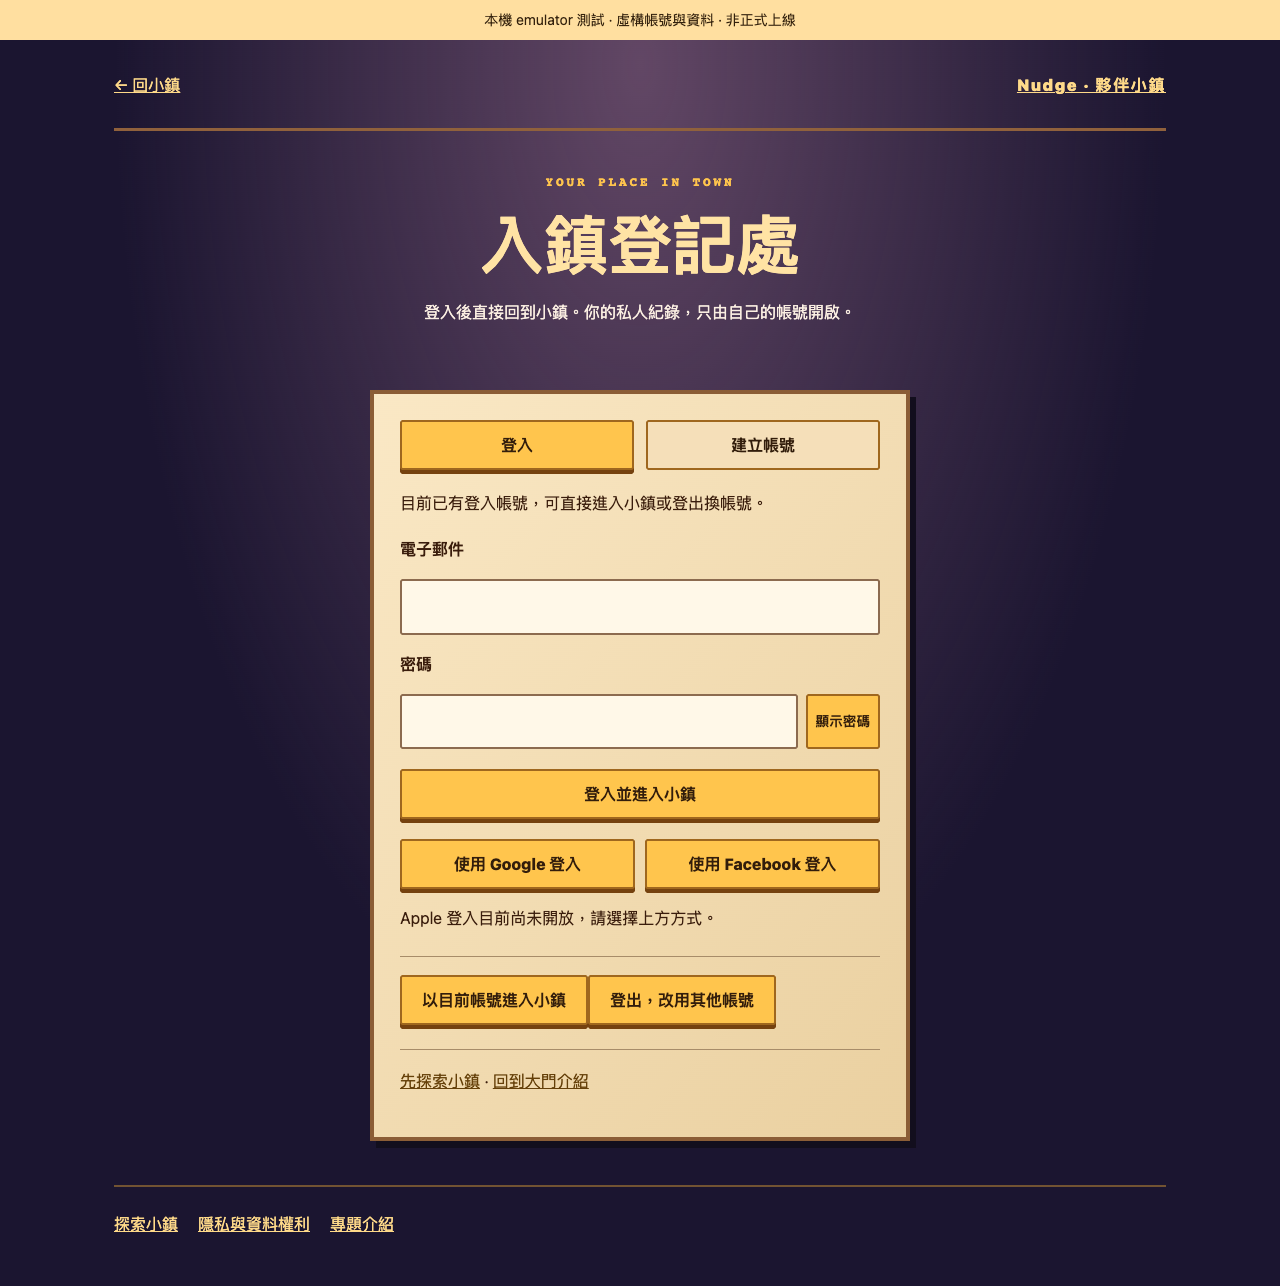 本機 emulator 測試 · 虛構帳號與資料 · 非正式上線
← 回小鎮
Nudge · 夥伴小鎮
YOUR PLACE IN TOWN
入鎮登記處
登入後直接回到小鎮。你的私人紀錄，只由自己的帳號開啟。
登入
建立帳號
目前已有登入帳號，可直接進入小鎮或登出換帳號。
電子郵件
密碼
顯示密碼
登入並進入小鎮
使用 Google 登入
使用 Facebook 登入
Apple 登入目前尚未開放，請選擇上方方式。
以目前帳號進入小鎮
登出，改用其他帳號
先探索小鎮 · 回到大門介紹
探索小鎮
隱私與資料權利
專題介紹